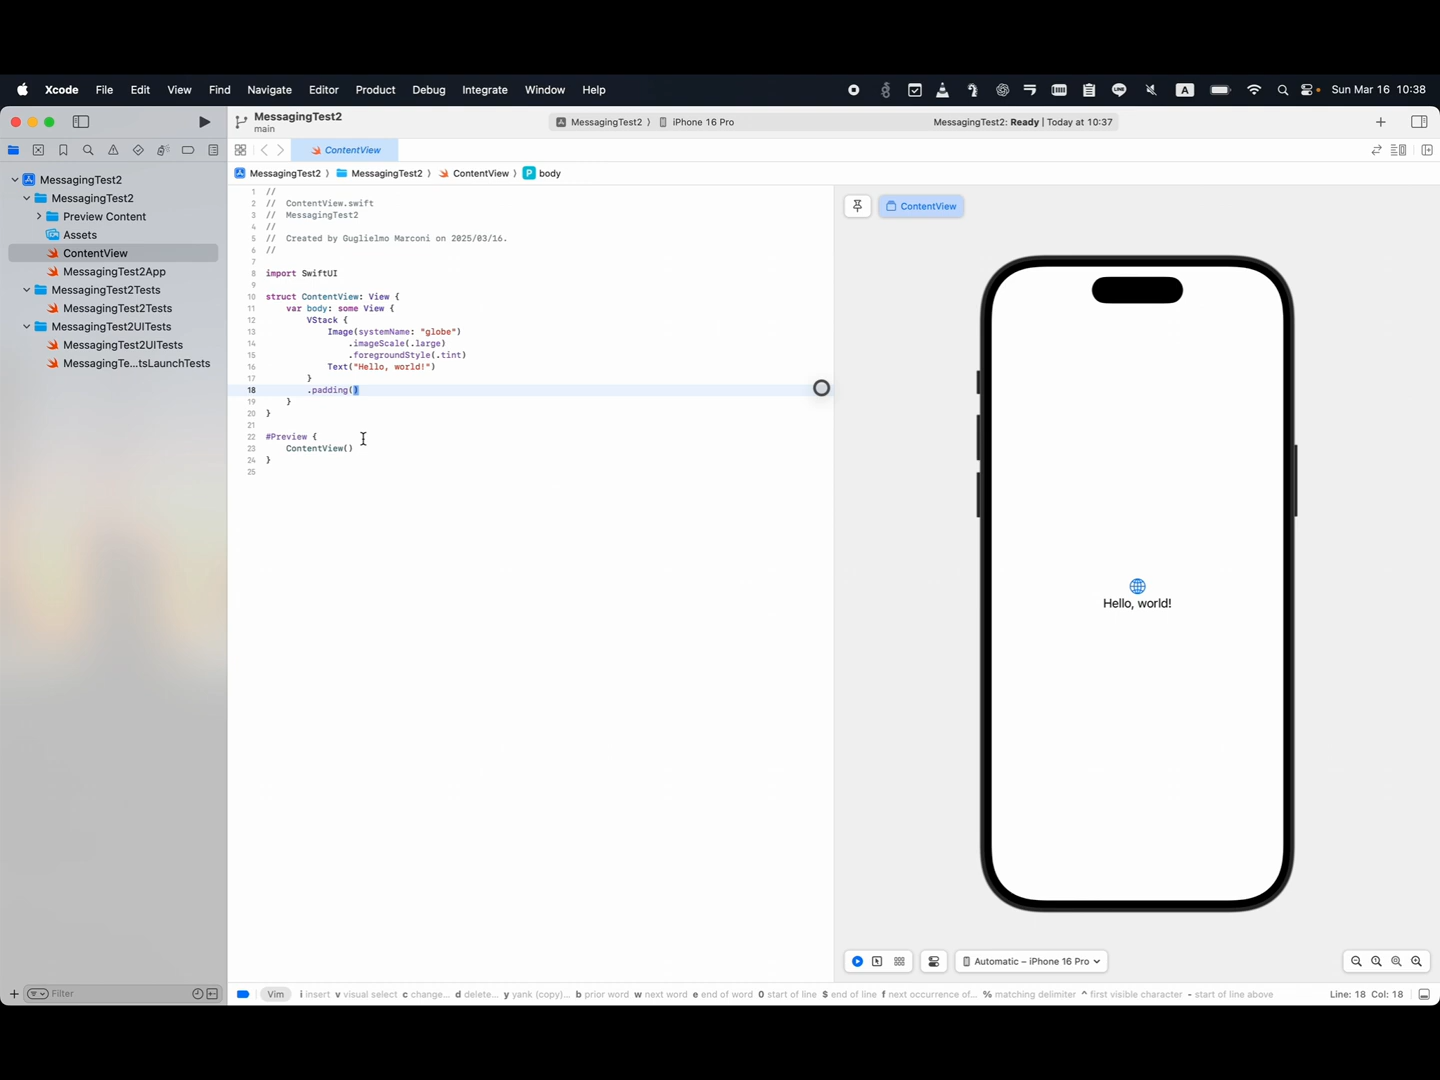 Xcode File Edit View Find Navigate Editor Product Debug Integrate Window Help A Sun Mar 16 10:38
MessagingTest2
main
MessagingTest2 〉 iPhone 16 Pro
MessagingTest2: Ready | Today at 10:37
ContentView
MessagingTest2 〉 MessagingTest2 〉 ContentView 〉 P body
MessagingTest2
MessagingTest2
Preview Content
Assets
ContentView
MessagingTest2App
MessagingTest2Tests
MessagingTest2Tests
MessagingTest2UITests
MessagingTest2UITests
MessagingTe...tsLaunchTests
Filter
1 //
2 //  ContentView.swift
3 //  MessagingTest2
4 //
5 //  Created by Guglielmo Marconi on 2025/03/16.
6 //
7
8 import SwiftUI
9
10 struct ContentView: View {
11     var body: some View {
12         VStack {
13             Image(systemName: "globe")
14                 .imageScale(.large)
15                 .foregroundStyle(.tint)
16             Text("Hello, world!")
17         }
18         .padding()
19     }
20 }
21
22 #Preview {
23     ContentView()
24 }
25
ContentView
Hello, world!
Automatic – iPhone 16 Pro
Vim i insert v visual select c change... d delete... y yank (copy)... b prior word w next word e end of word 0 start of line $ end of line f next occurrence of... % matching delimiter ^ first visible character - start of line above
Line: 18 Col: 18